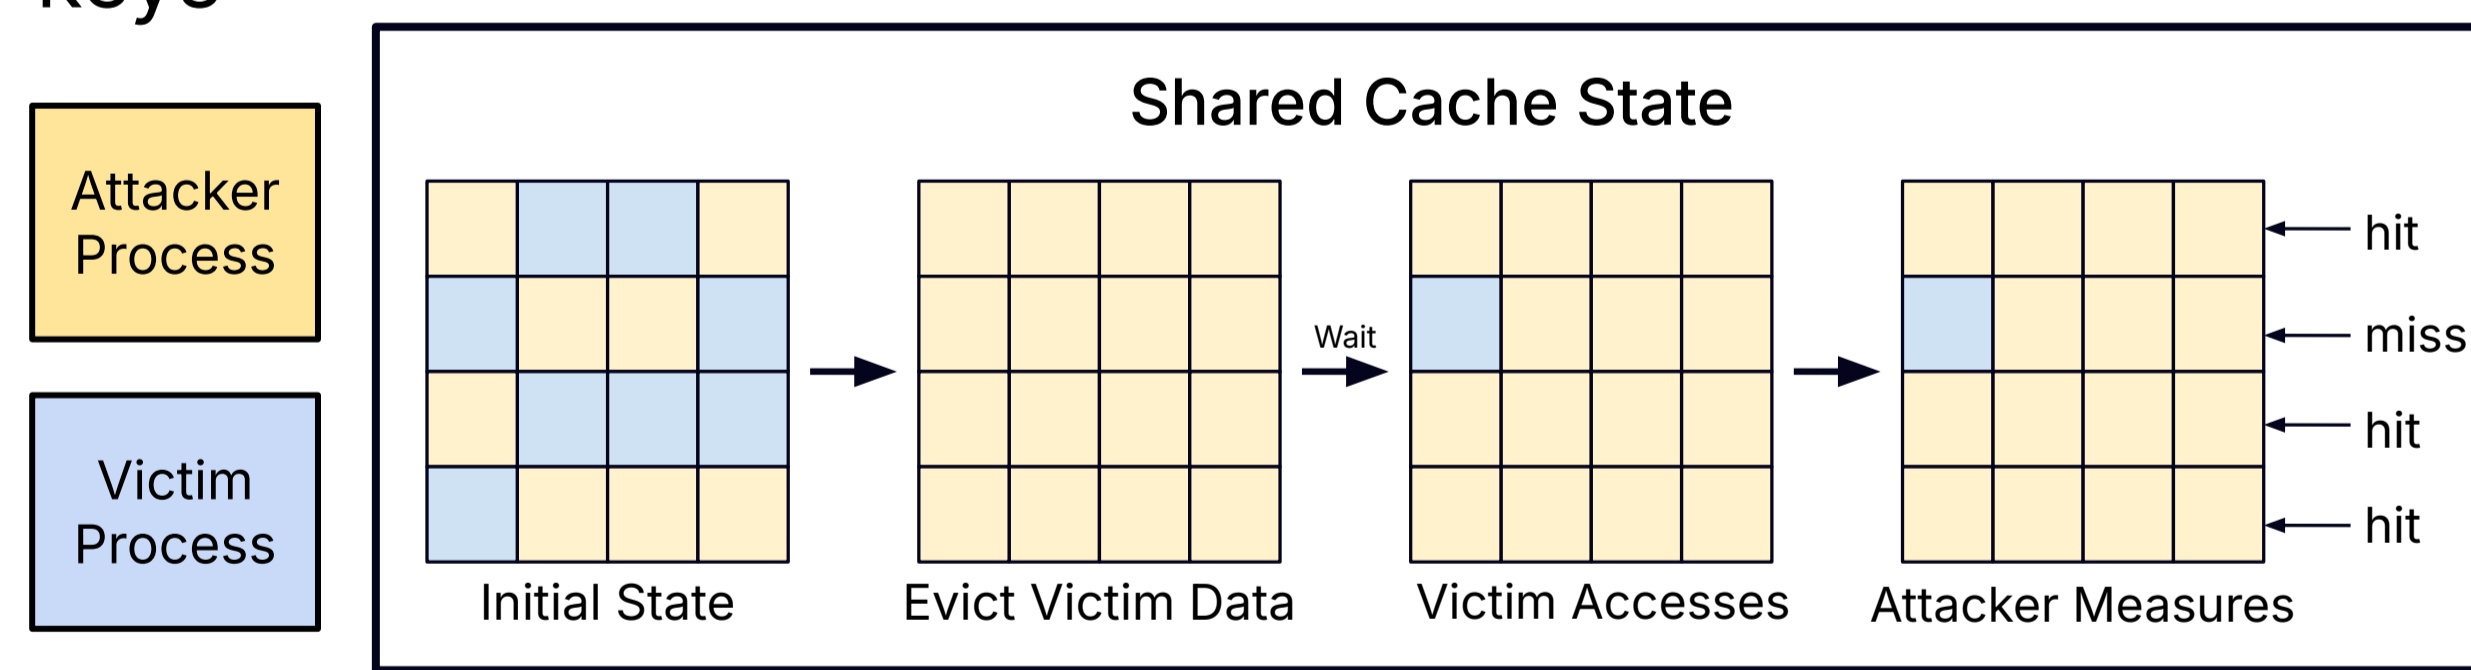 keys
Shared Cache State
Attacker
Process
Victim
Process
Wait
hit
miss
hit
hit
Initial State
Evict Victim Data
Victim Accesses
Attacker Measures